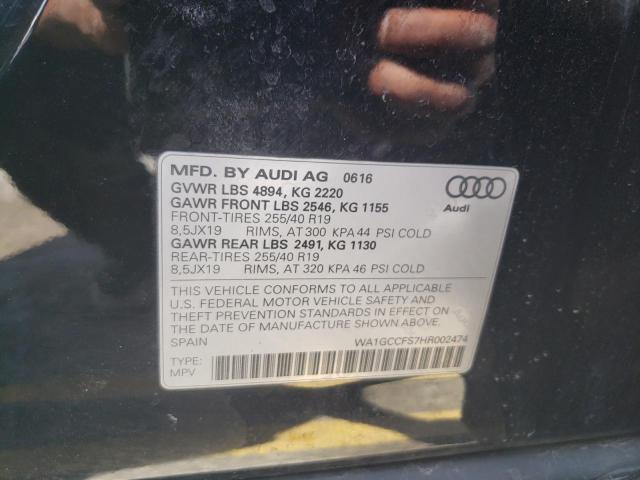 MFD. BY AUDI AG 0616
GVWR LBS 4894, KG 2220
GAWR FRONT LBS 2546, KG 1155
FRONT-TIRES 255/40 R19
8,5JX19 RIMS, AT 300 KPA 44 PSI COLD
GAWR REAR LBS 2491, KG 1130
REAR-TIRES 255/40 R19
8,5JX19 RIMS, AT 320 KPA 46 PSI COLD
Audi
THIS VEHICLE CONFORMS TO ALL APPLICABLE
U.S. FEDERAL MOTOR VEHICLE SAFETY AND
THEFT PREVENTION STANDARDS IN EFFECT ON
THE DATE OF MANUFACTURE SHOWN ABOVE.
SPAIN WA1GCCFS7HR002474
TYPE:
MPV